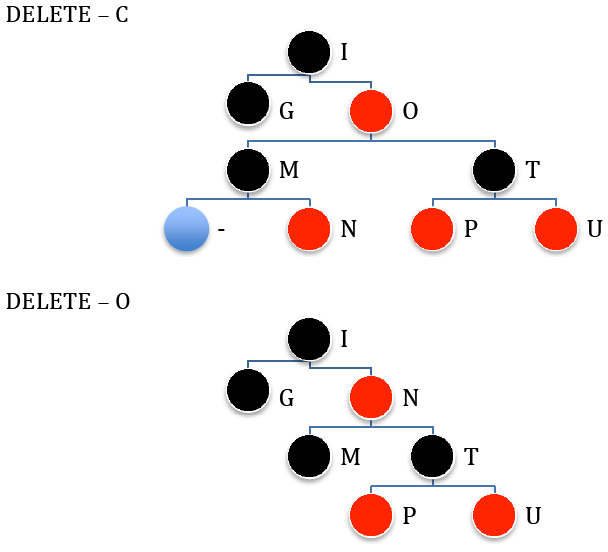 DELETE – C
I
G O
M T
- N P U
DELETE – O
I
G N
M T
P U